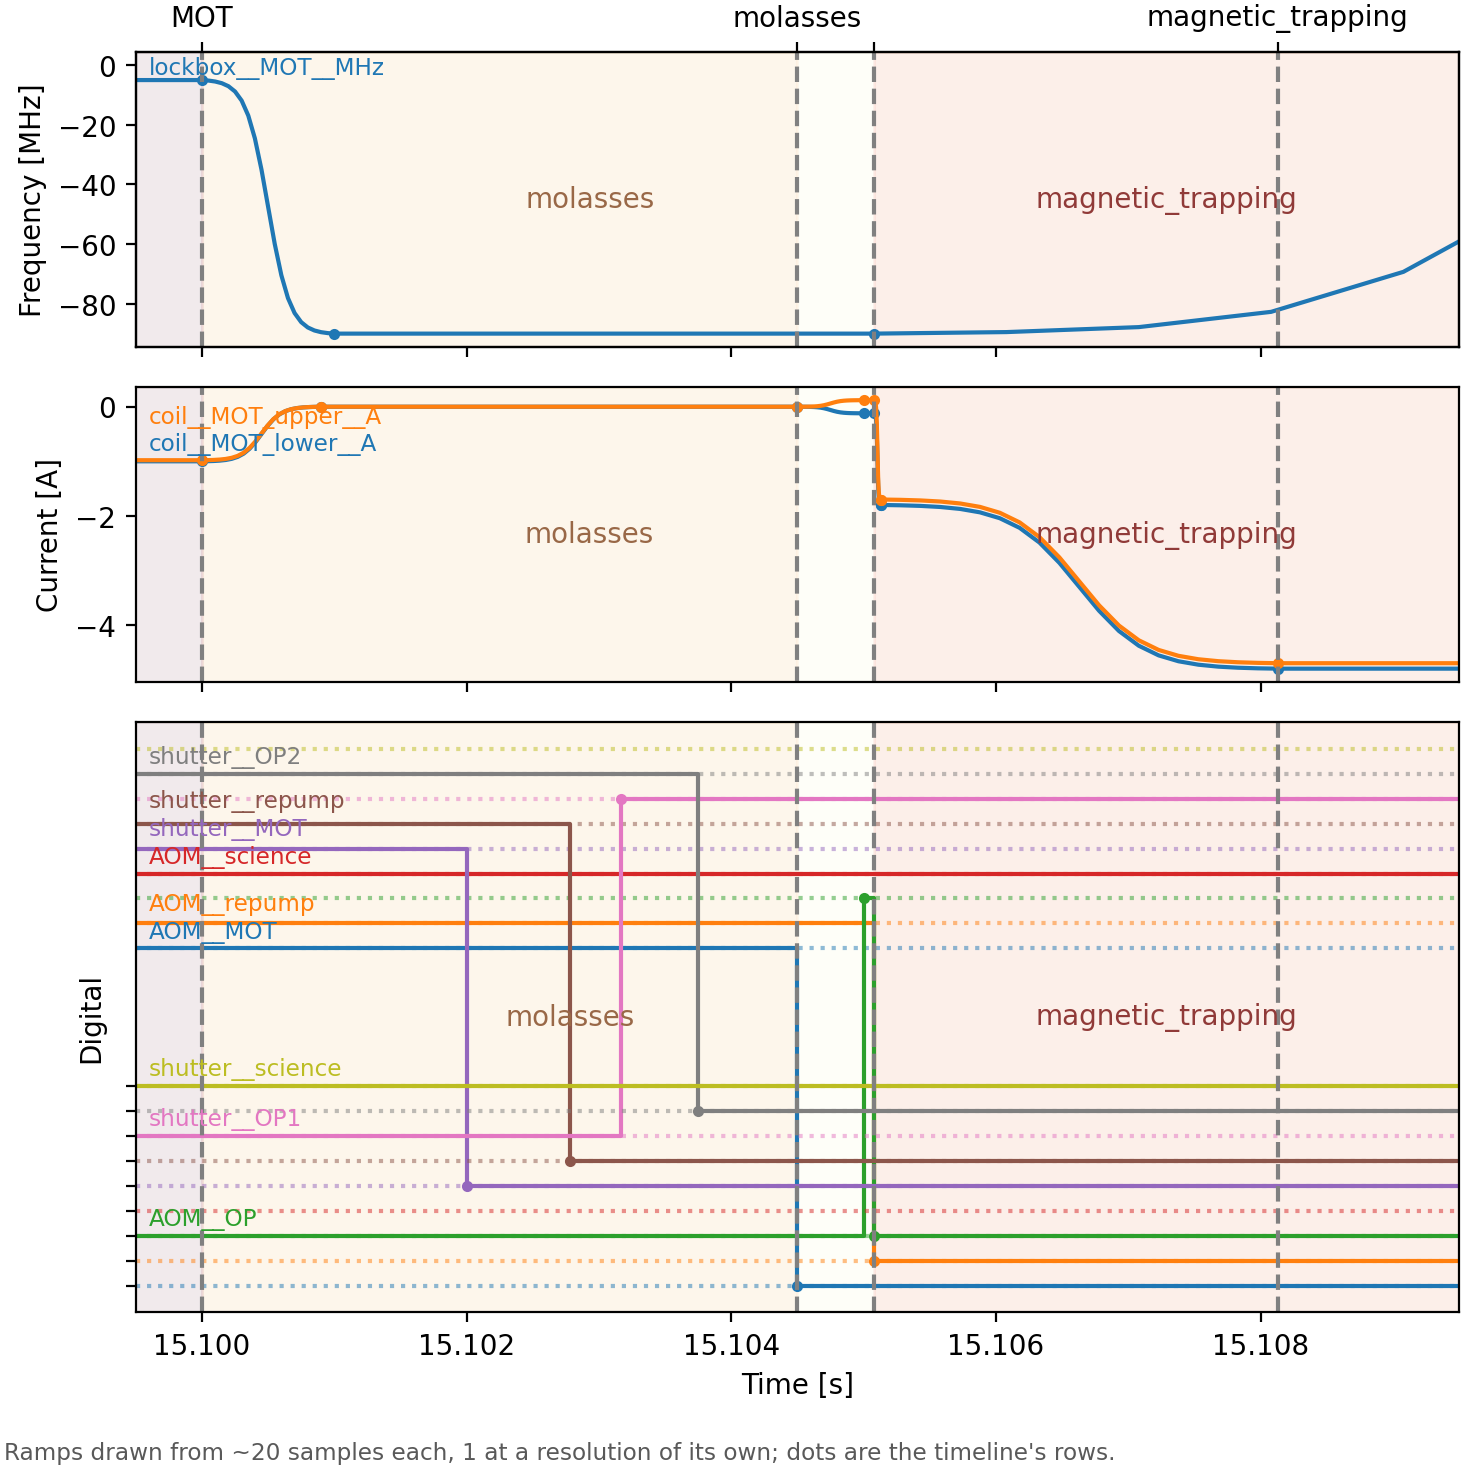 MOT
molasses
magnetic_trapping
Frequency [MHz]
0
−20
−40
−60
−80
lockbox__MOT__MHz
molasses
magnetic_trapping
Current [A]
0
−2
−4
coil__MOT_upper__A
coil__MOT_lower__A
molasses
magnetic_trapping
Digital
shutter__OP2
shutter__repump
shutter__MOT
AOM__science
AOM__repump
AOM__MOT
molasses
magnetic_trapping
shutter__science
shutter__OP1
AOM__OP
15.100
15.102
15.104
15.106
15.108
Time [s]
Ramps drawn from ~20 samples each, 1 at a resolution of its own; dots are the timeline's rows.